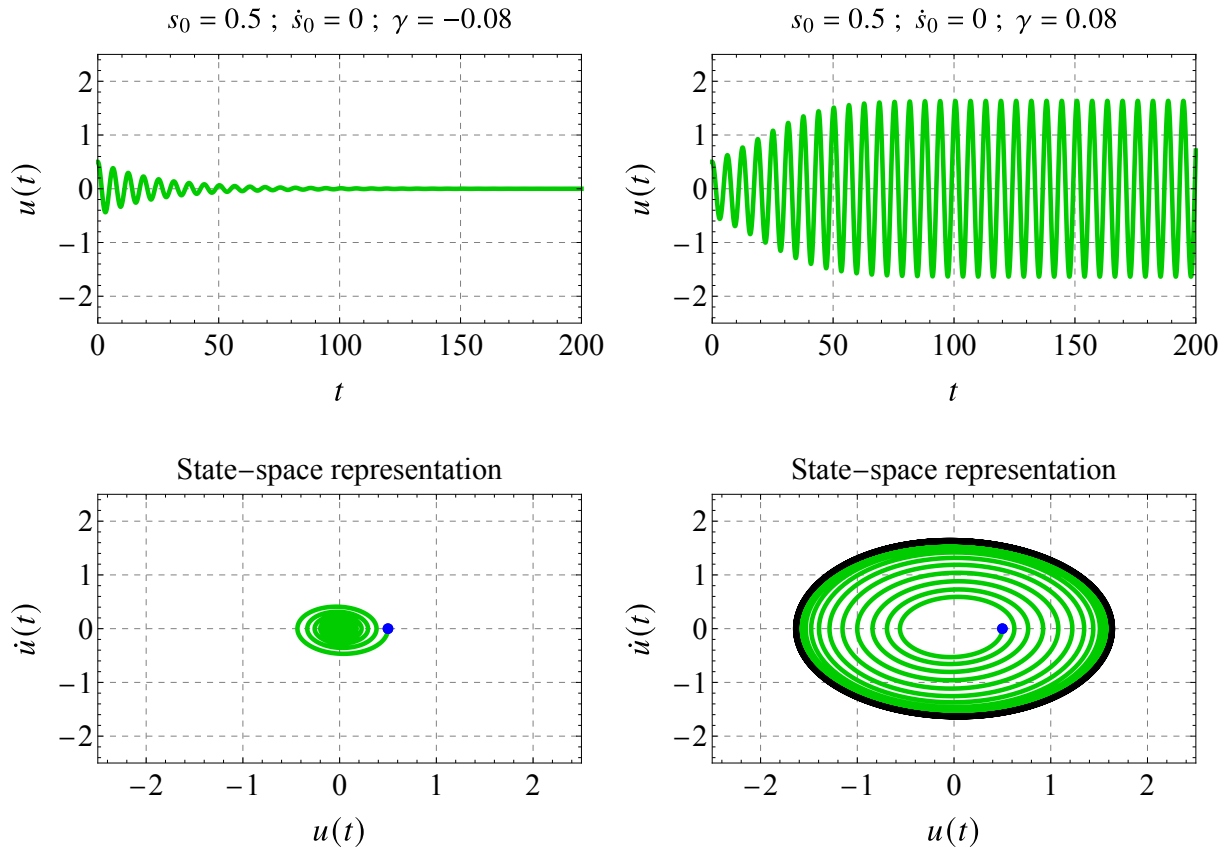 s₀ = 0.5 ; ṡ₀ = 0 ; γ = −0.08
2
1
0
−1
−2
u(t)
0 50 100 150 200
t
s₀ = 0.5 ; ṡ₀ = 0 ; γ = 0.08
2
1
0
−1
−2
u(t)
0 50 100 150 200
t
State−space representation
2
1
0
−1
−2
u̇(t)
−2 −1 0 1 2
u(t)
State−space representation
2
1
0
−1
−2
u̇(t)
−2 −1 0 1 2
u(t)